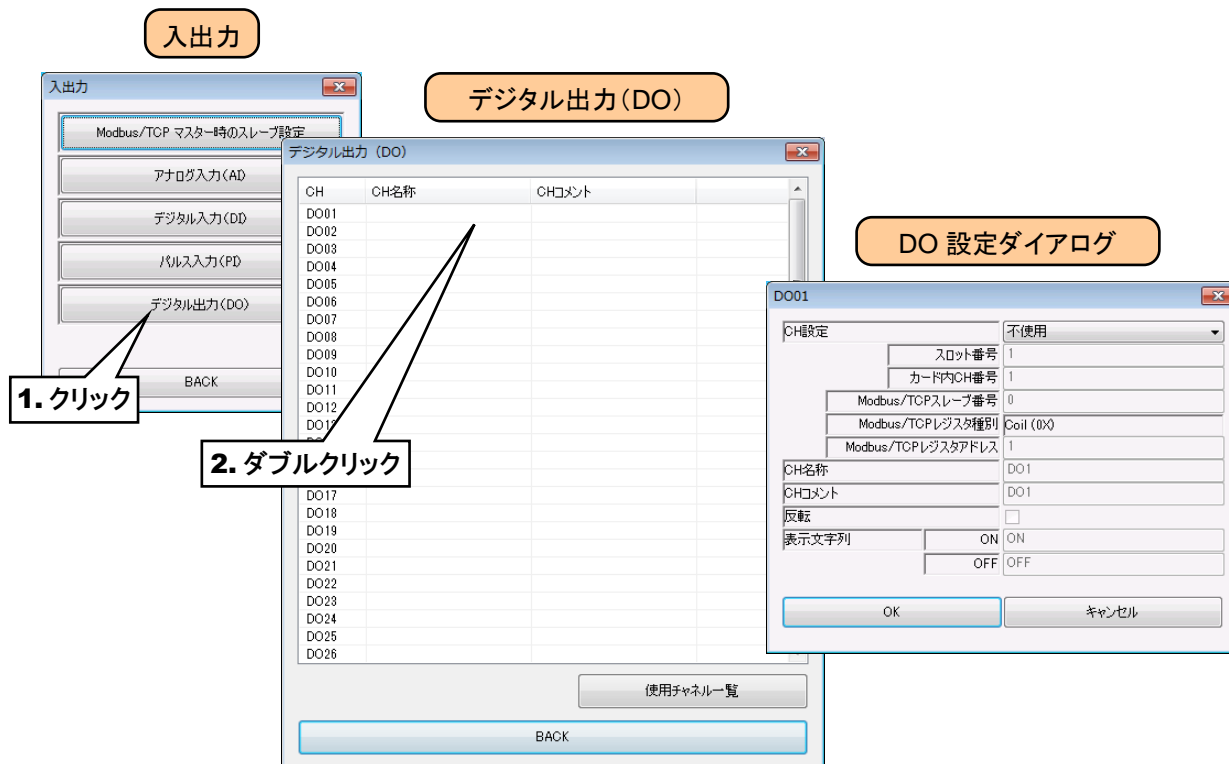 入出力
入出力
Modbus/TCP マスター時のスレーブ設定
アナログ入力(AI)
デジタル入力(DI)
パルス入力(PI)
デジタル出力(DO)
BACK
1. クリック
デジタル出力(DO)
デジタル出力 (DO)
CH CH名称 CHコメント
DO01
DO02
DO03
DO04
DO05
DO06
DO07
DO08
DO09
DO10
DO11
DO12
DO13
2. ダブルクリック
DO17
DO18
DO19
DO20
DO21
DO22
DO23
DO24
DO25
DO26
使用チャネル一覧
BACK
DO 設定ダイアログ
DO01
CH設定 不使用
スロット番号 1
カード内CH番号 1
Modbus/TCPスレーブ番号 0
Modbus/TCPレジスタ種別 Coil (0X)
Modbus/TCPレジスタアドレス 1
CH名称 DO1
CHコメント DO1
反転
表示文字列 ON ON
OFF OFF
OK キャンセル